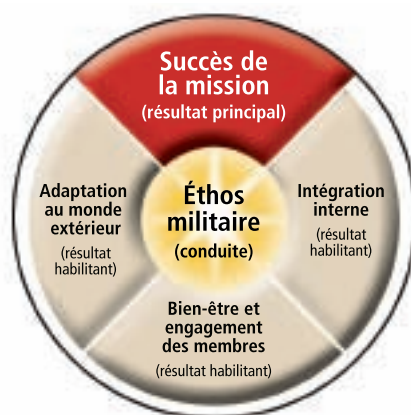 Succès de
la mission
(résultat principal)
Adaptation
au monde
extérieur
(résultat
habilitant)
Éthos
militaire
(conduite)
Intégration
interne
(résultat
habilitant)
Bien-être et
engagement
des membres
(résultat habilitant)